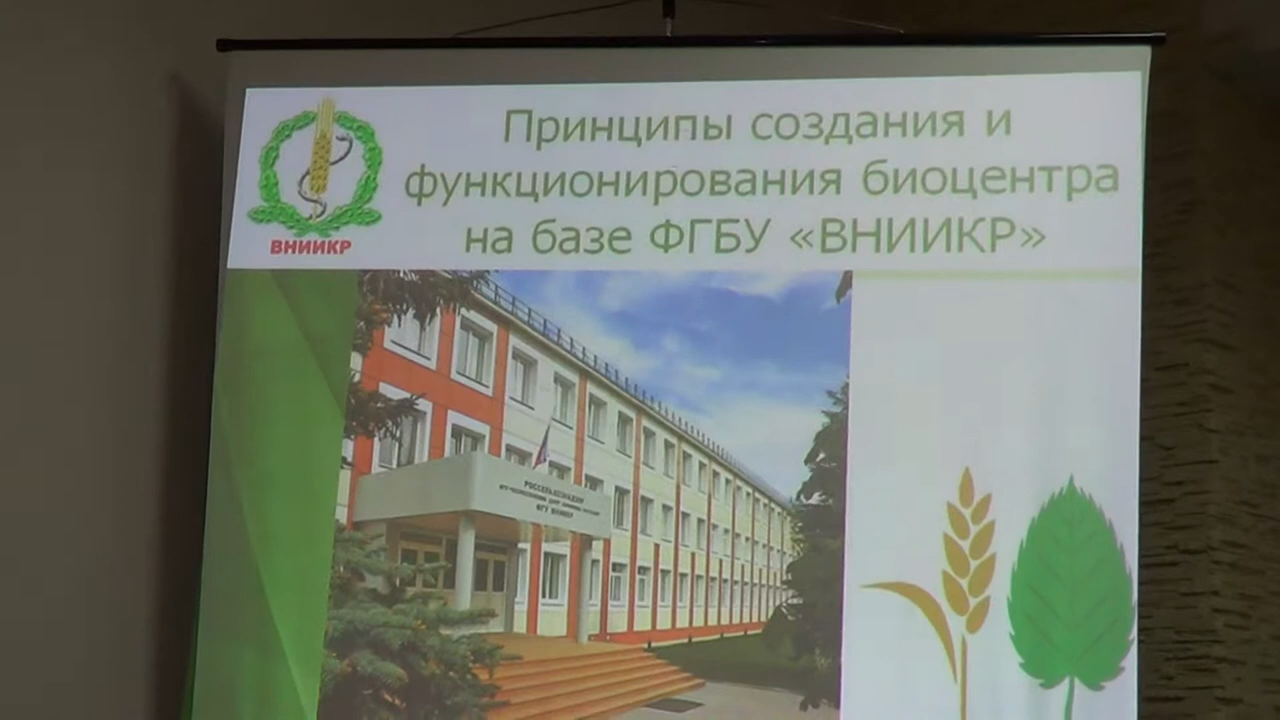 Принципы создания и
функционирования биоцентра
на базе ФГБУ «ВНИИКР»
ВНИИКР
РОССЕЛЬХОЗНАДЗОР
ФГУ ВНИИКР